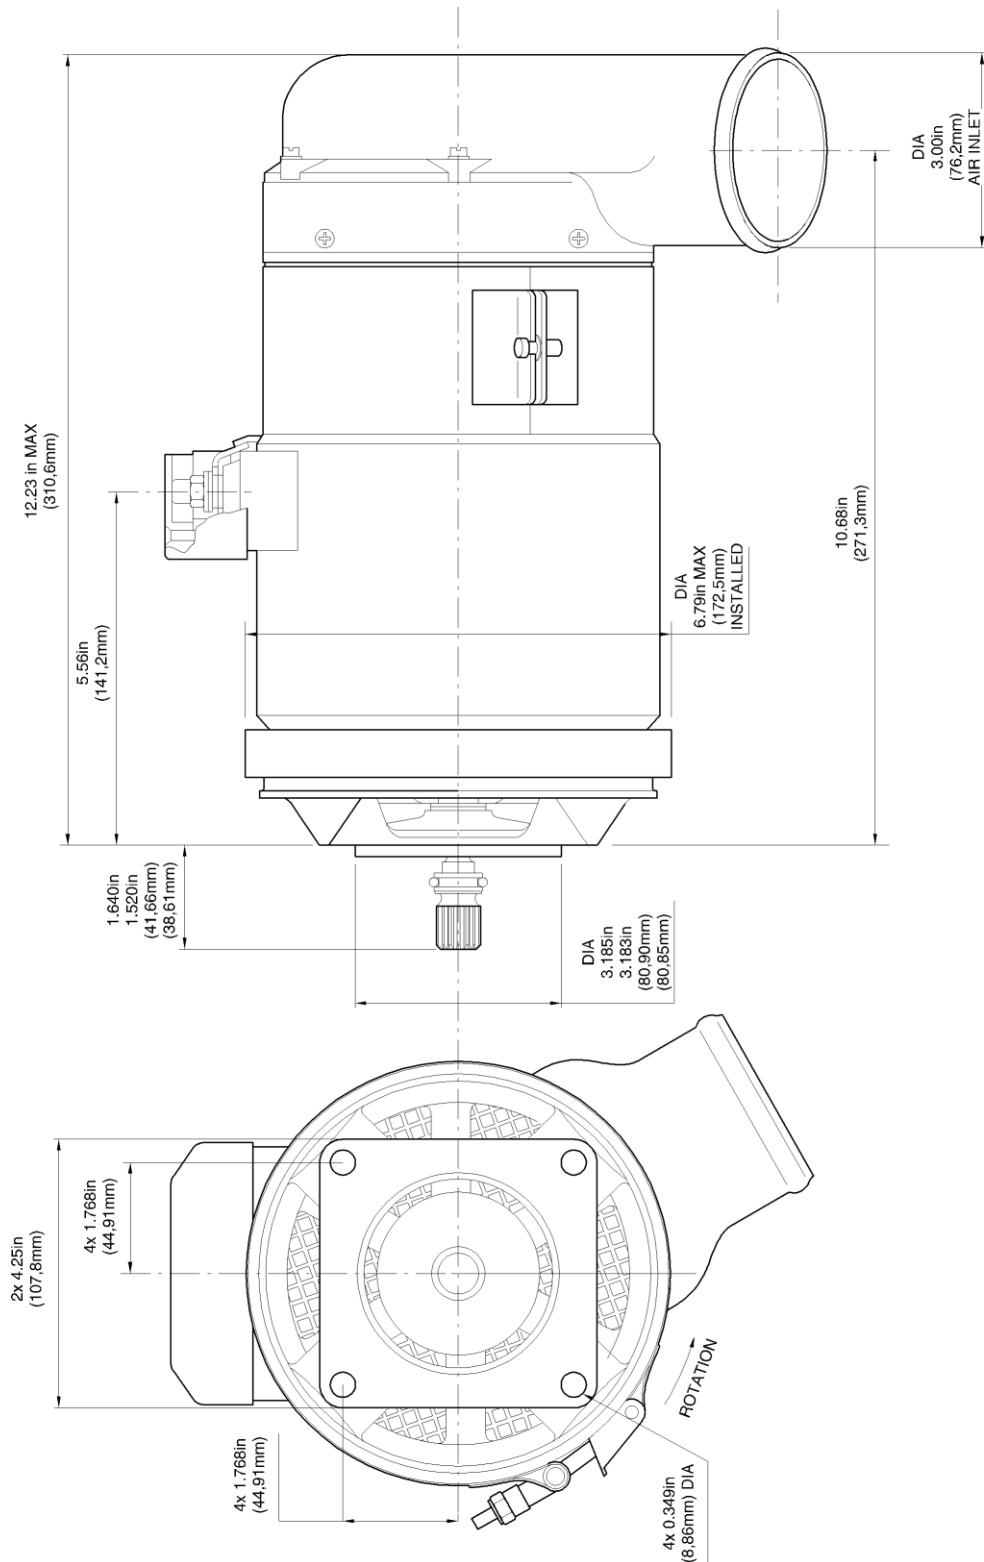 DIA
3.00in
(76,2mm)
AIR INLET
12.23 in MAX
(310,6mm)
10.68in
(271,3mm)
DIA
6.79in MAX
(172,5mm)
INSTALLED
5.56in
(141,2mm)
1.640in
1.520in
(41,66mm)
(38,61mm)
DIA
3.185in
3.183in
(80,90mm)
(80,85mm)
2x 4.25in
(107,8mm)
4x 1.768in
(44,91mm)
ROTATION
4x 1.768in
(44,91mm)
4x 0.349in
(8,86mm) DIA